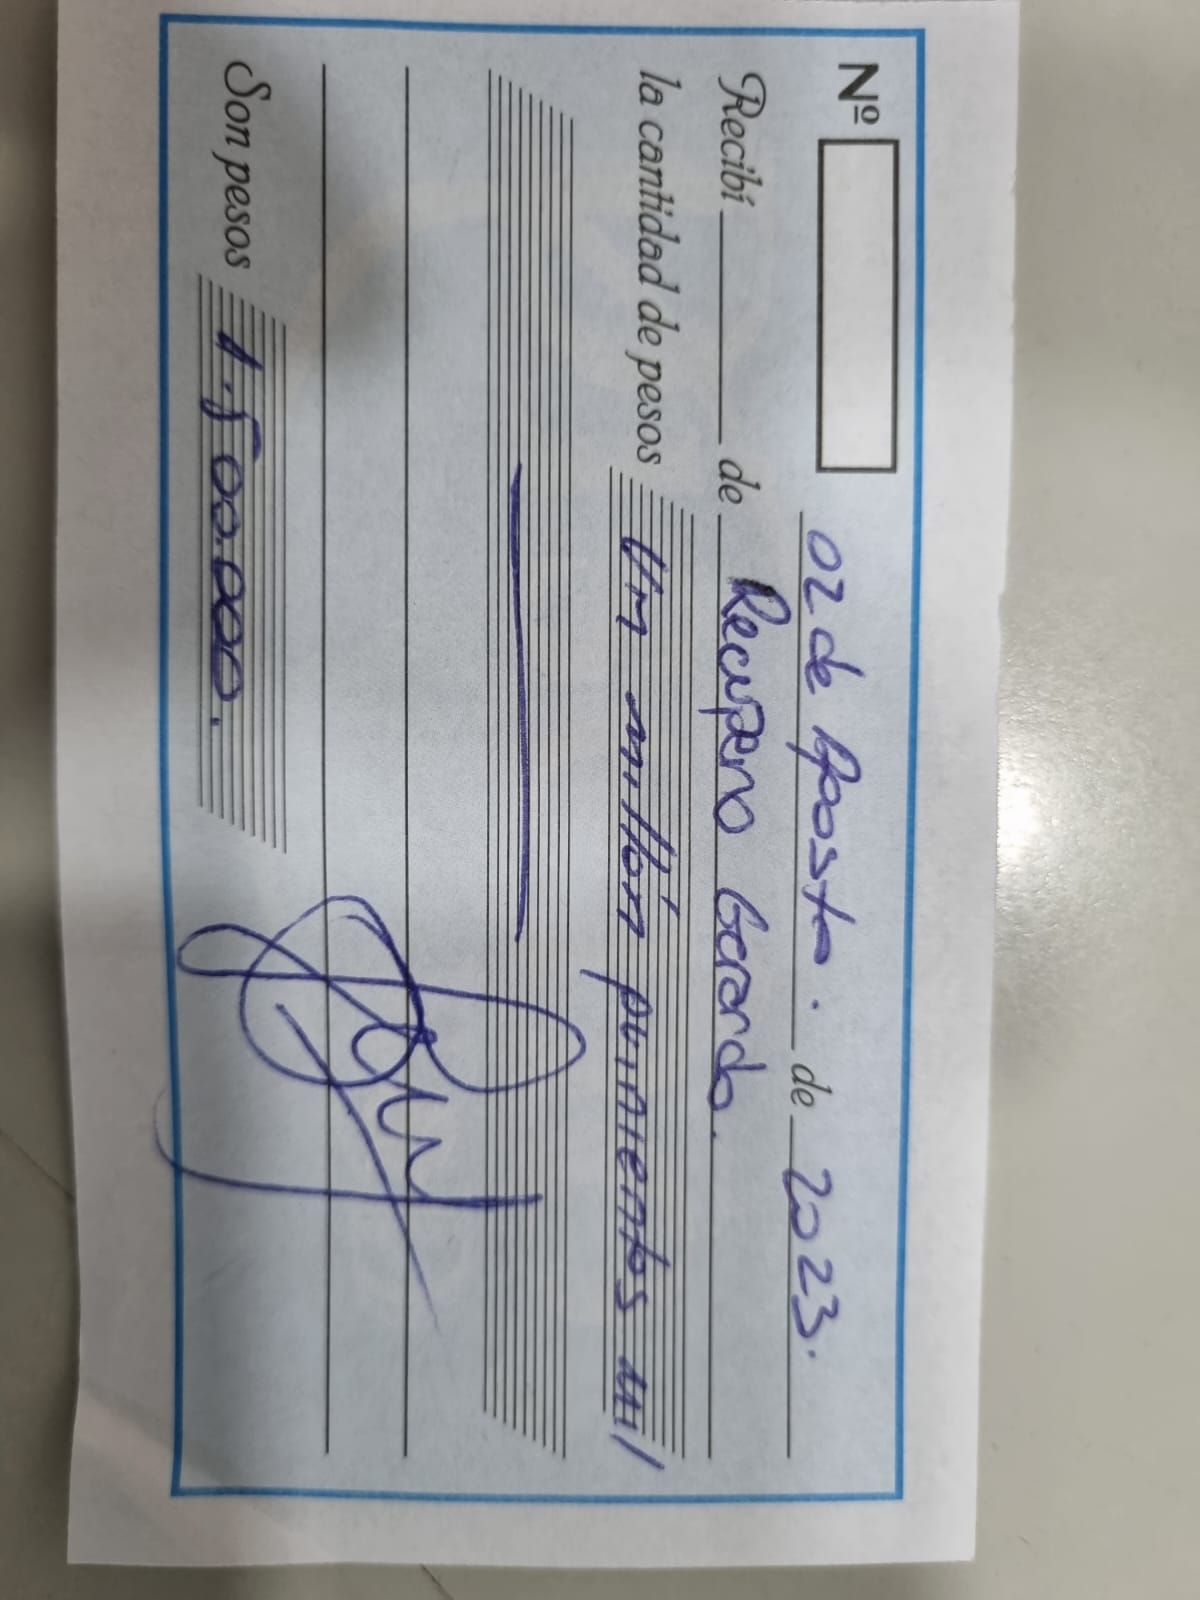 Nº
02 de Agosto. de 2023.
Recibí de Recupero Gerardo.
la cantidad de pesos Un millón quinientos mil
Son pesos 1.500.000.